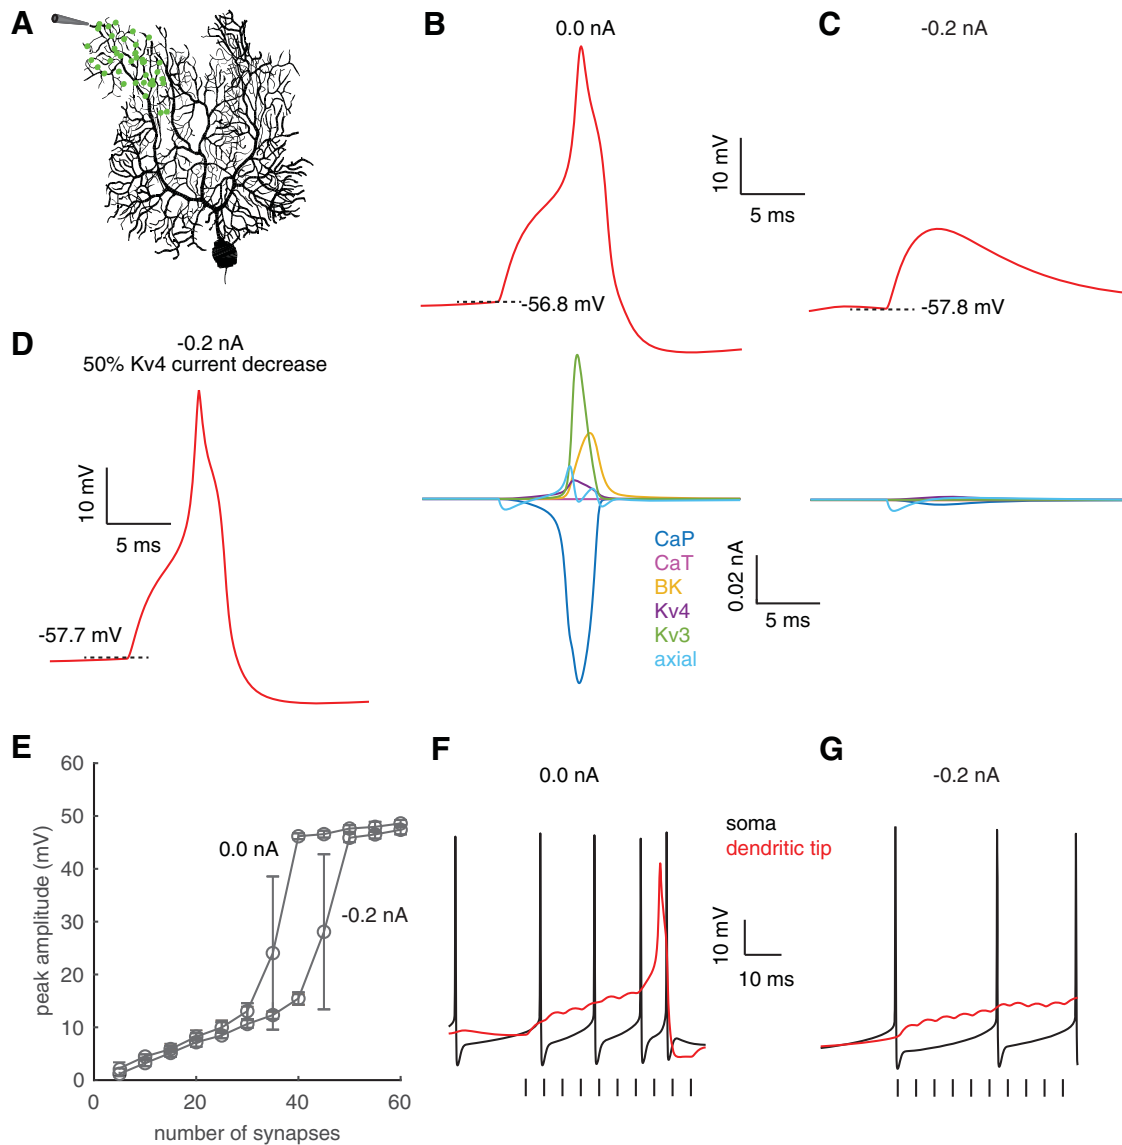 A
B
0.0 nA
C
-0.2 nA
10 mV
5 ms
-56.8 mV
-57.8 mV
D
-0.2 nA
50% Kv4 current decrease
10 mV
5 ms
-57.7 mV
CaP
CaT
BK
Kv4
Kv3
axial
0.02 nA
5 ms
E
60
50
40
30
20
10
0
0
20
40
60
peak amplitude (mV)
number of synapses
0.0 nA
-0.2 nA
F
0.0 nA
G
-0.2 nA
soma
dendritic tip
10 mV
10 ms